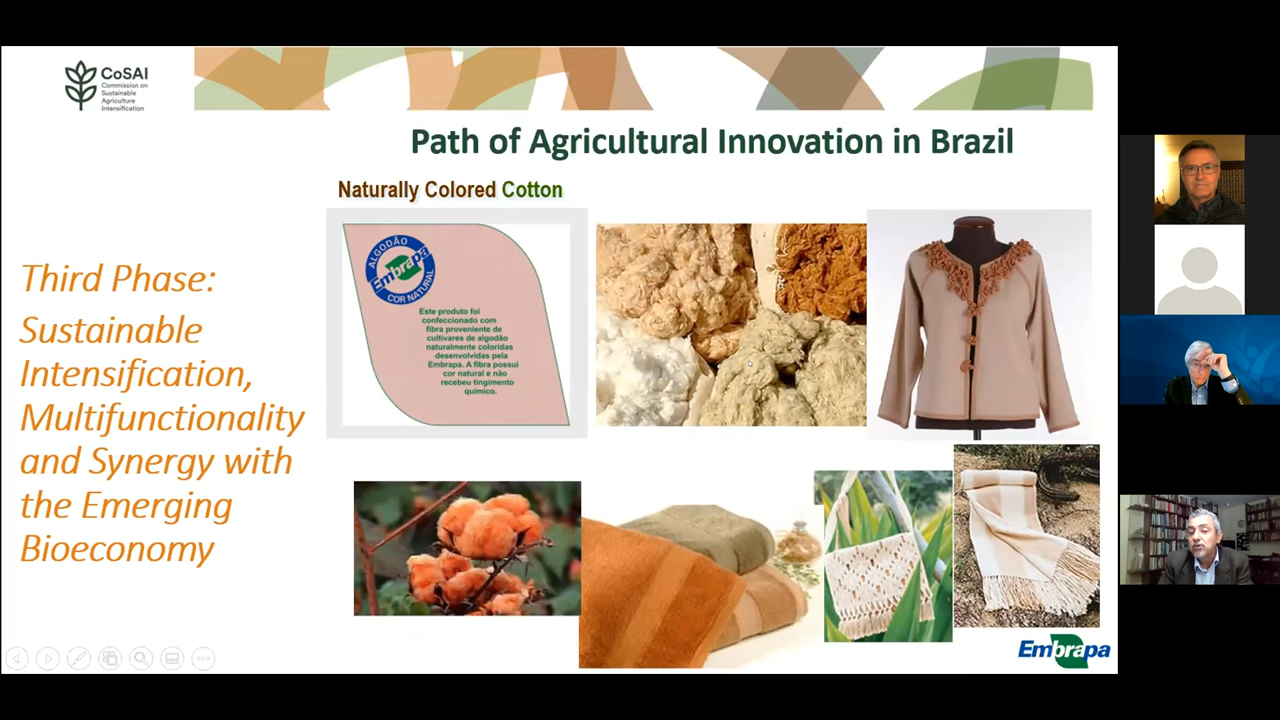 CoSAI
Commission on
Sustainable
Agriculture
Intensification
Path of Agricultural Innovation in Brazil
Naturally Colored Cotton
Third Phase:
Sustainable
Intensification,
Multifunctionality
and Synergy with
the Emerging
Bioeconomy
ALGODÃO
Embrapa
COR NATURAL
Este produto foi
confeccionado com
fibra proveniente de
cultivares de algodão
naturalmente coloridas
desenvolvidas pela
Embrapa. A fibra possui
cor natural e não
recebeu tingimento
químico.
Embrapa